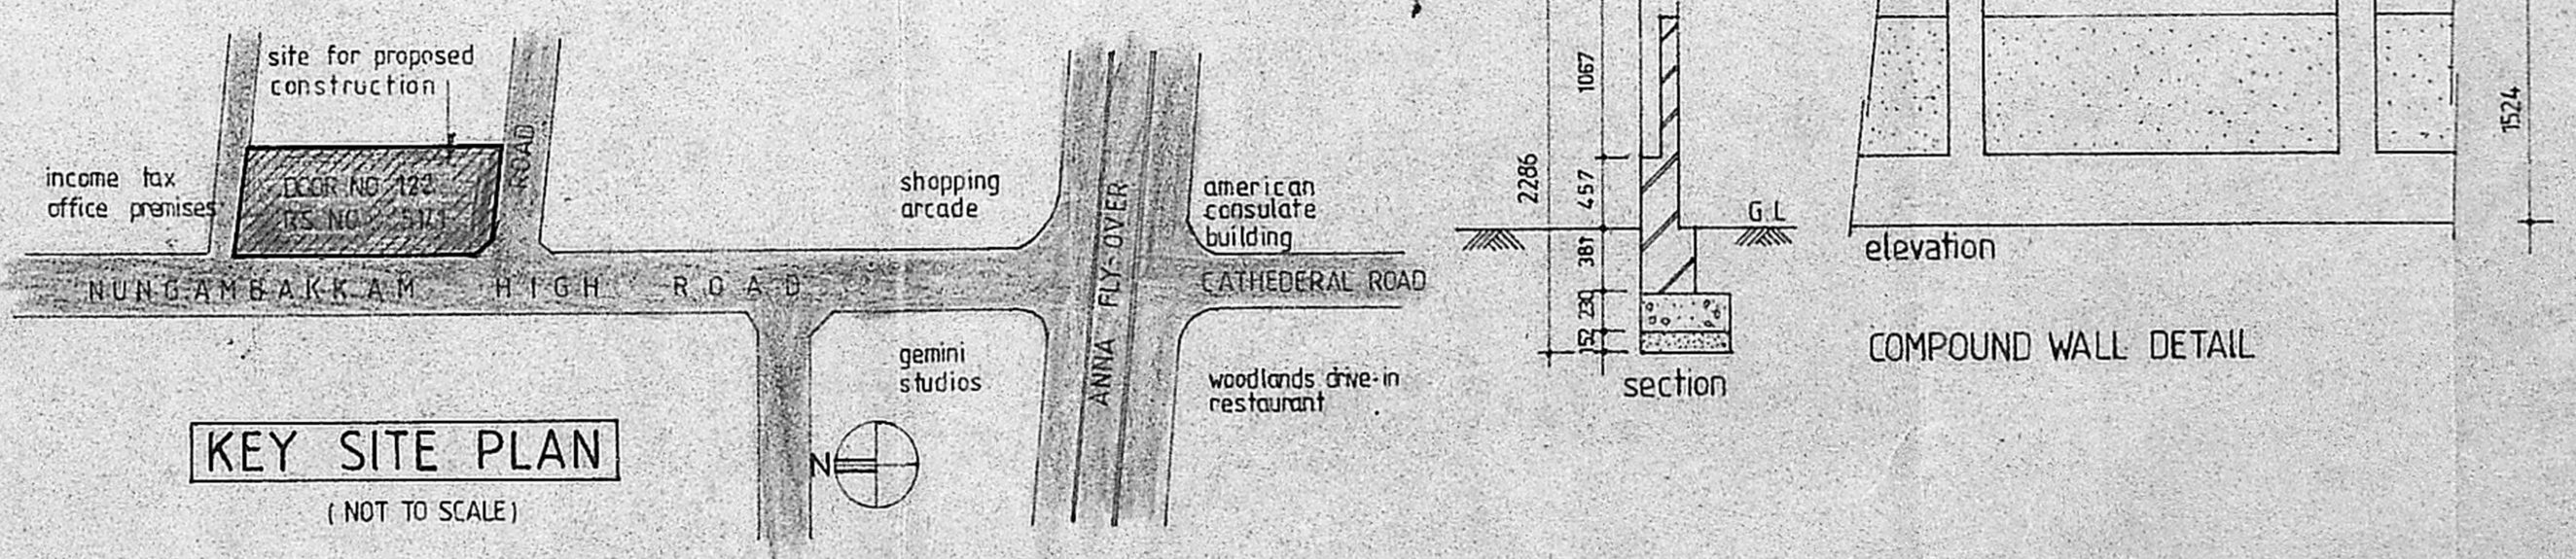 site for proposed
construction
income tax
office premises
DOOR NO 122
RS NO
ROAD
NUNGAMBAKKAM HIGH ROAD
shopping
arcade
ANNA FLY-OVER
american
consulate
building
CATHEDERAL ROAD
gemini
studios
woodlands drive-in
restaurant
N
KEY SITE PLAN
(NOT TO SCALE)
2286
1067
457
381
230
152
G.L
section
1524
elevation
COMPOUND WALL DETAIL